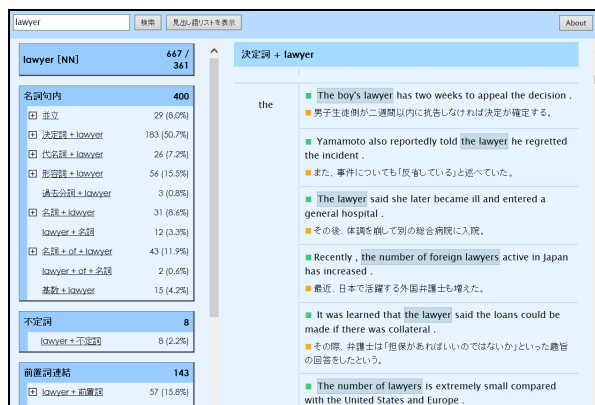 lawyer
検索
見出し語リストを表示
About
lawyer [NN]
667 /
361
名詞句内 400
並立 29 (8.0%)
決定詞 + lawyer 183 (50.7%)
代名詞 + lawyer 26 (7.2%)
形容詞 + lawyer 56 (15.5%)
過去分詞 + lawyer 3 (0.8%)
名詞 + lawyer 31 (8.6%)
lawyer + 名詞 12 (3.3%)
名詞 + of + lawyer 43 (11.9%)
lawyer + of + 名詞 2 (0.6%)
基数 + lawyer 15 (4.2%)
不定詞 8
lawyer + 不定詞 8 (2.2%)
前置詞連結 143
lawyer + 前置詞 57 (15.8%)
決定詞 + lawyer
the
The boy's lawyer has two weeks to appeal the decision .
男子生徒側が二週間以内に抗告しなければ決定が確定する。
Yamamoto also reportedly told the lawyer he regretted
the incident .
また、事件についても「反省している」と述べていた。
The lawyer said she later became ill and entered a
general hospital .
その後、体調を崩して別の総合病院に入院。
Recently , the number of foreign lawyers active in Japan
has increased .
最近、日本で活躍する外国弁護士も増えた。
It was learned that the lawyer said the loans could be
made if there was collateral .
その際、弁護士は「担保があればいいのではないか」といった趣旨
の回答をしたという。
The number of lawyers is extremely small compared
with the United States and Europe .